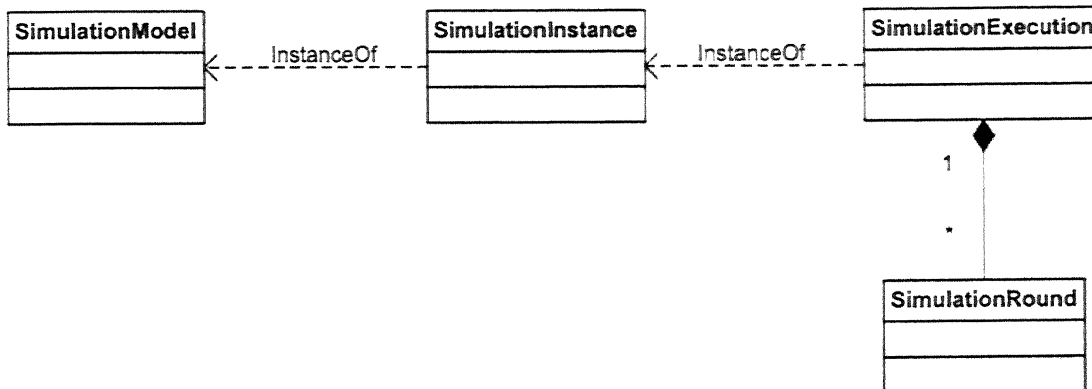 SimulationModel
InstanceOf
SimulationInstance
InstanceOf
SimulationExecution
1
*
SimulationRound